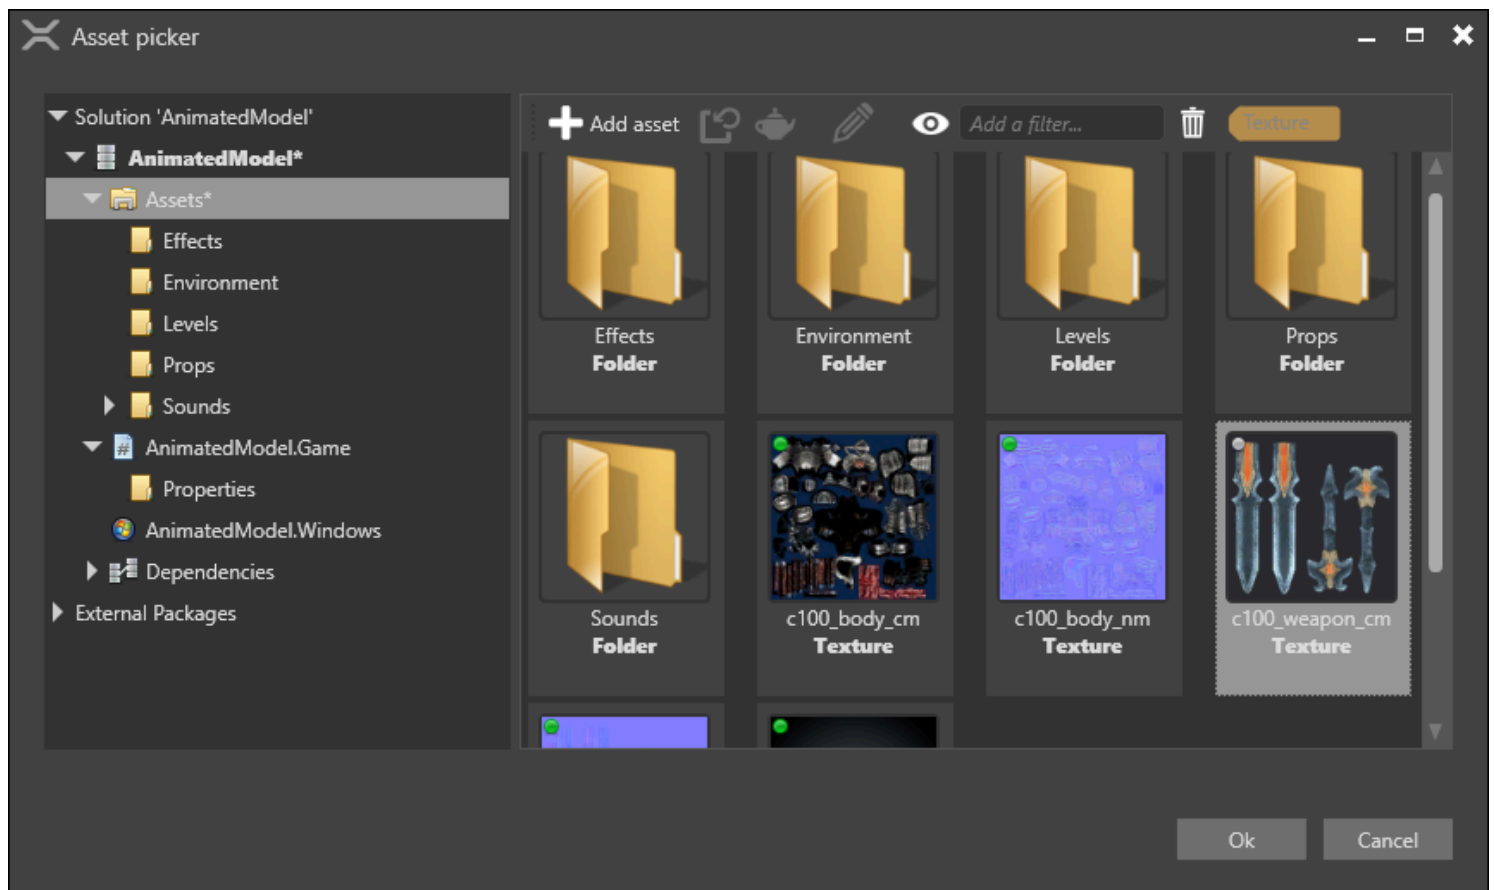 Asset picker
Solution 'AnimatedModel'
AnimatedModel*
Assets*
Effects
Environment
Levels
Props
Sounds
AnimatedModel.Game
Properties
AnimatedModel.Windows
Dependencies
External Packages
Add asset
Add a filter...
Texture
Effects
Folder
Environment
Folder
Levels
Folder
Props
Folder
Sounds
Folder
c100_body_cm
Texture
c100_body_nm
Texture
c100_weapon_cm
Texture
Ok
Cancel